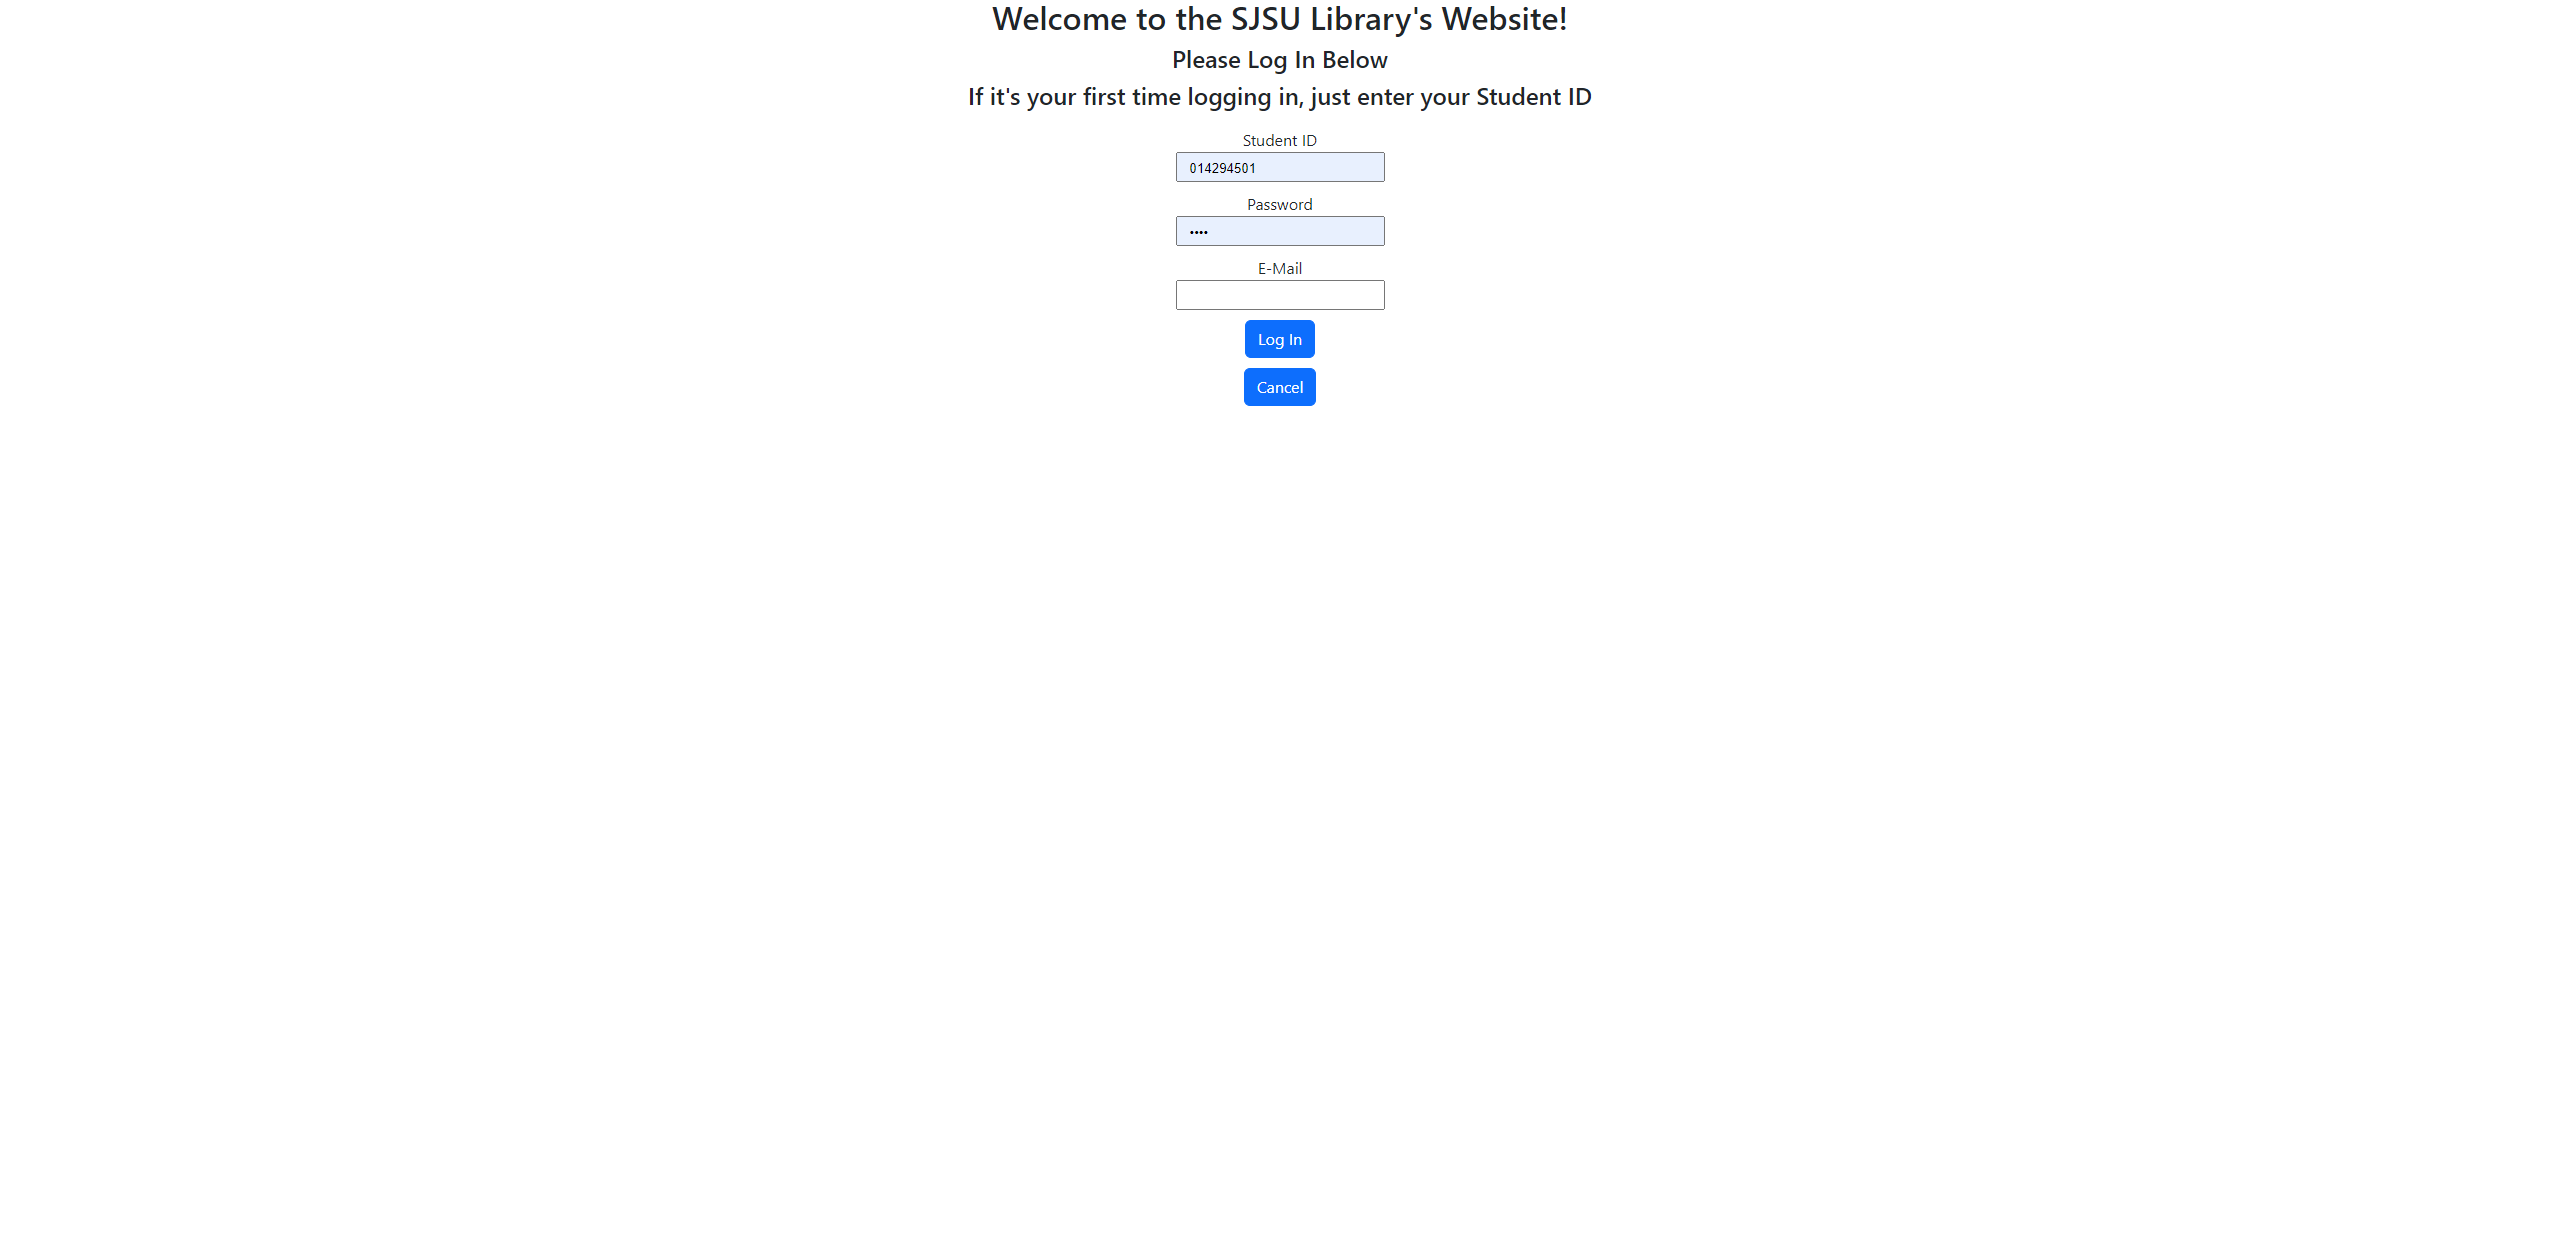 Welcome to the SJSU Library's Website!
Please Log In Below
If it's your first time logging in, just enter your Student ID
Student ID
014294501
Password
••••
E-Mail
Log In
Cancel